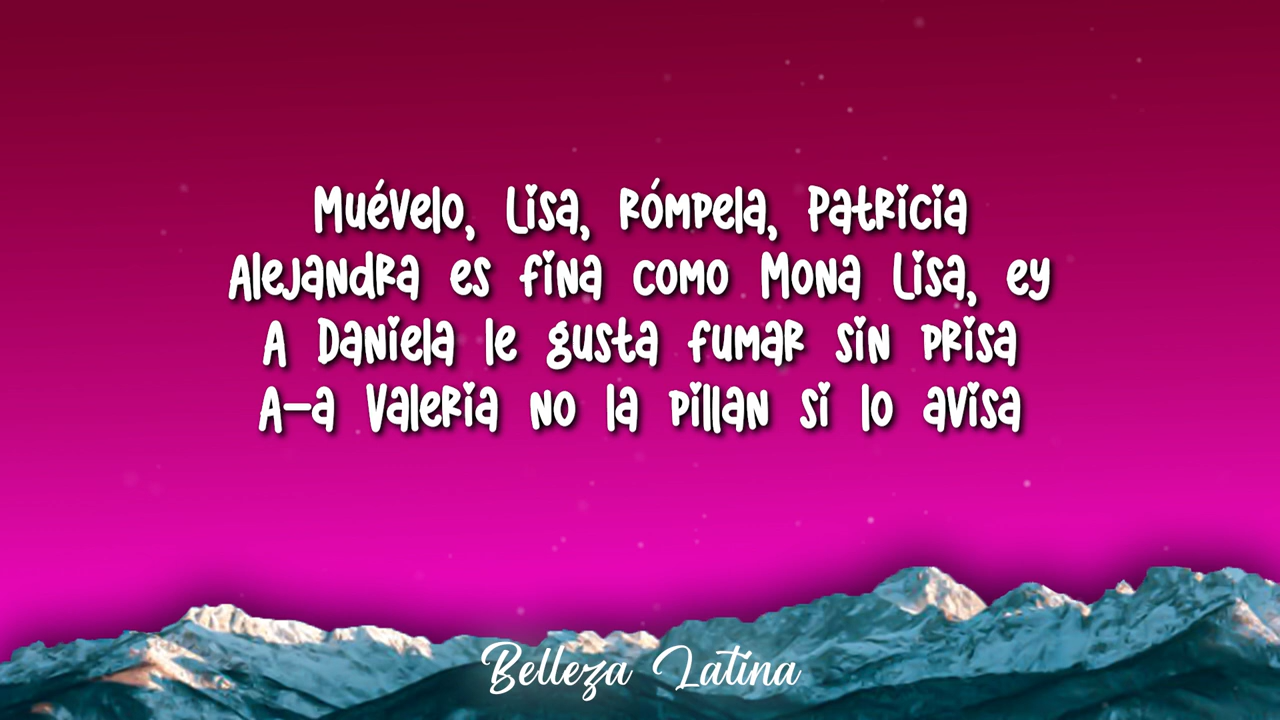 Muévelo, Lisa, rómpela, Patricia
Alejandra es fina como Mona Lisa, ey
A Daniela le gusta fumar sin prisa
A-a Valeria no la pillan si lo avisa
Belleza Latina